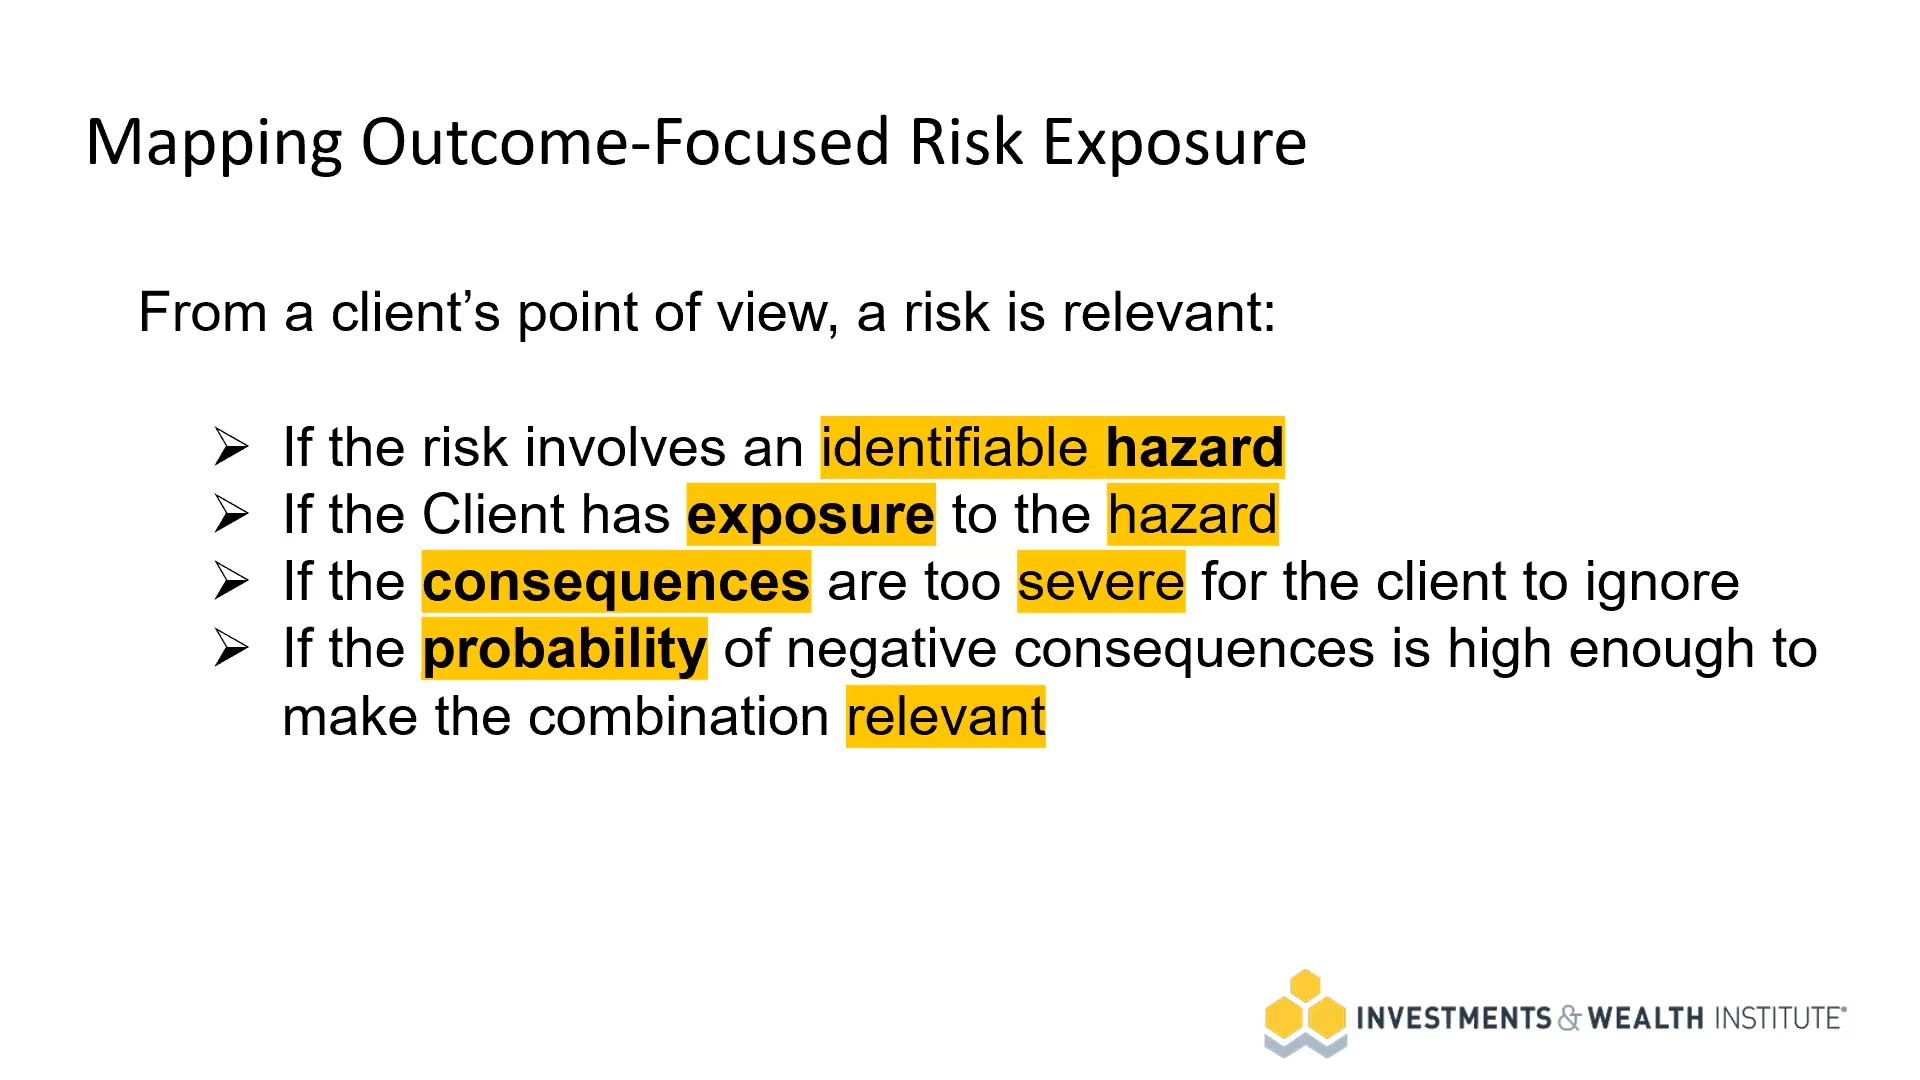 Mapping Outcome-Focused Risk Exposure
From a client’s point of view, a risk is relevant:
➢ If the risk involves an identifiable hazard
➢ If the Client has exposure to the hazard
➢ If the consequences are too severe for the client to ignore
➢ If the probability of negative consequences is high enough to
make the combination relevant
INVESTMENTS & WEALTH INSTITUTE®